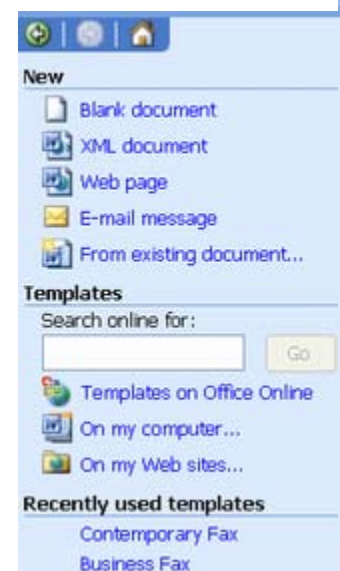 New
Blank document
XML document
Web page
E-mail message
From existing document...
Templates
Search online for:
Go
Templates on Office Online
On my computer...
On my Web sites...
Recently used templates
Contemporary Fax
Business Fax